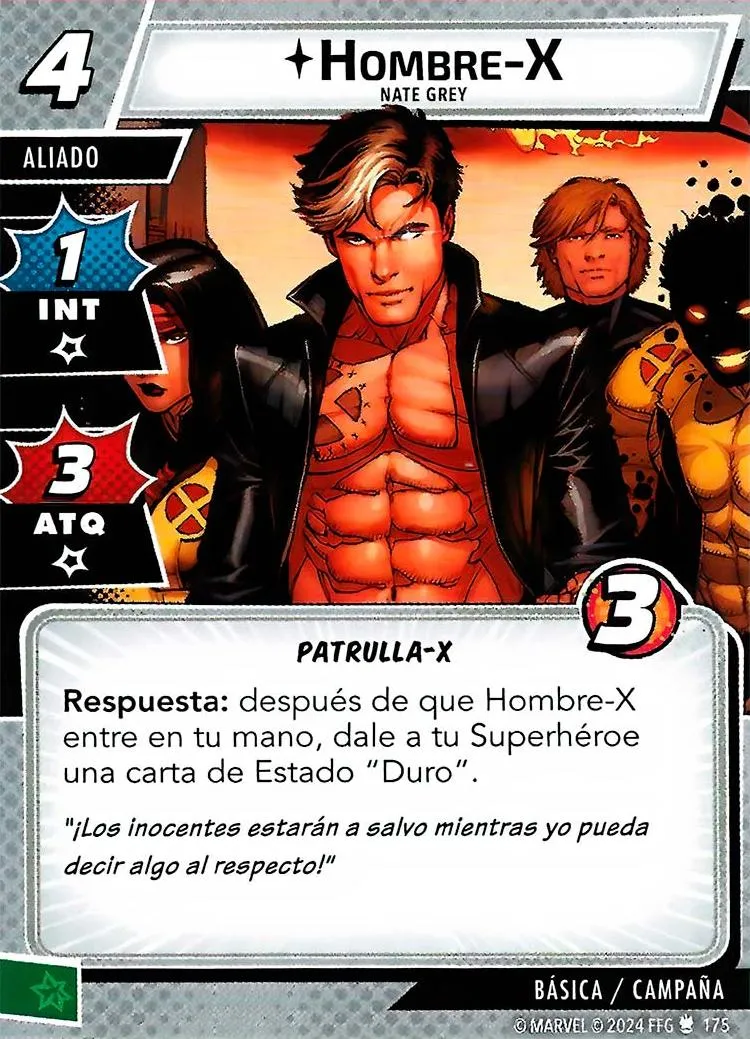 4
HOMBRE-X
NATE GREY
ALIADO
1
INT
3
ATQ
3
PATRULLA-X
Respuesta: después de que Hombre-X
entre en tu mano, dale a tu Superhéroe
una carta de Estado “Duro”.
"¡Los inocentes estarán a salvo mientras yo pueda
decir algo al respecto!"
BÁSICA / CAMPAÑA
© MARVEL © 2024 FFG 175